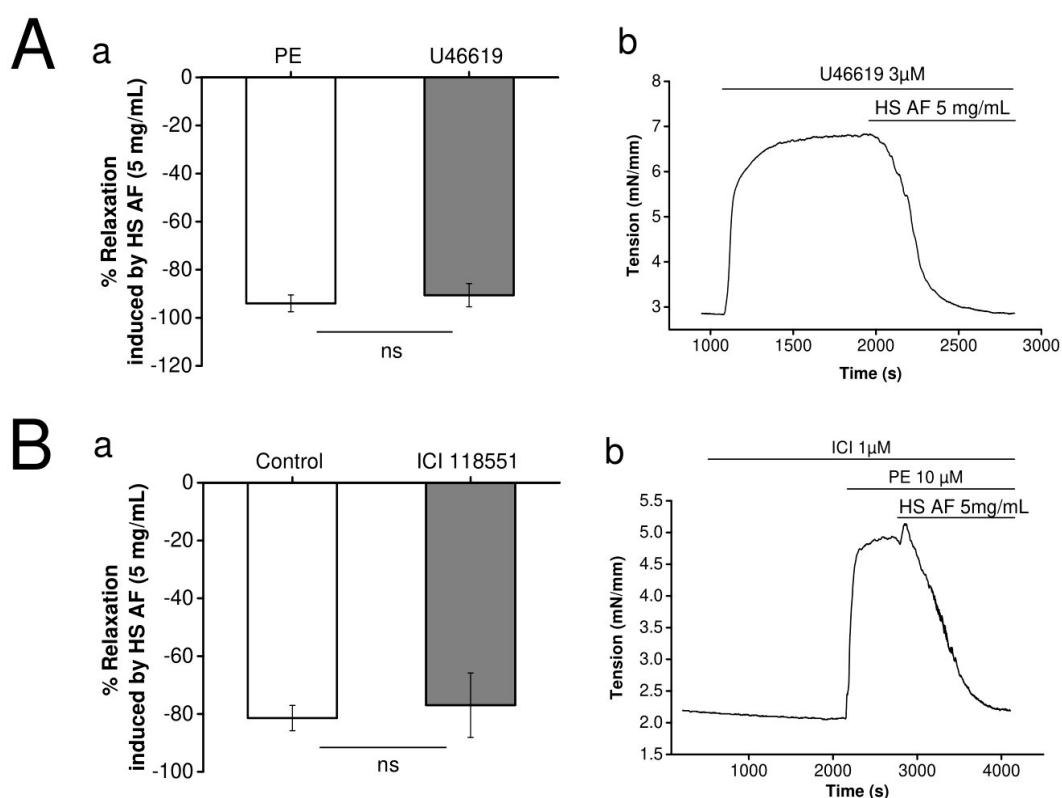 A
a
PE U46619
0
-20
-40
-60
-80
-100
-120
% Relaxation
induced by HS AF (5 mg/mL)
ns
b
U46619 3µM
HS AF 5 mg/mL
8
7
6
5
4
3
Tension (mN/mm)
1000 1500 2000 2500 3000
Time (s)
B
a
Control ICI 118551
0
-20
-40
-60
-80
-100
% Relaxation
induced by HS AF (5 mg/mL)
ns
b
ICI 1µM
PE 10 µM
HS AF 5mg/mL
5.5
5.0
4.5
4.0
3.5
3.0
2.5
2.0
1.5
Tension (mN/mm)
1000 2000 3000 4000
Time (s)